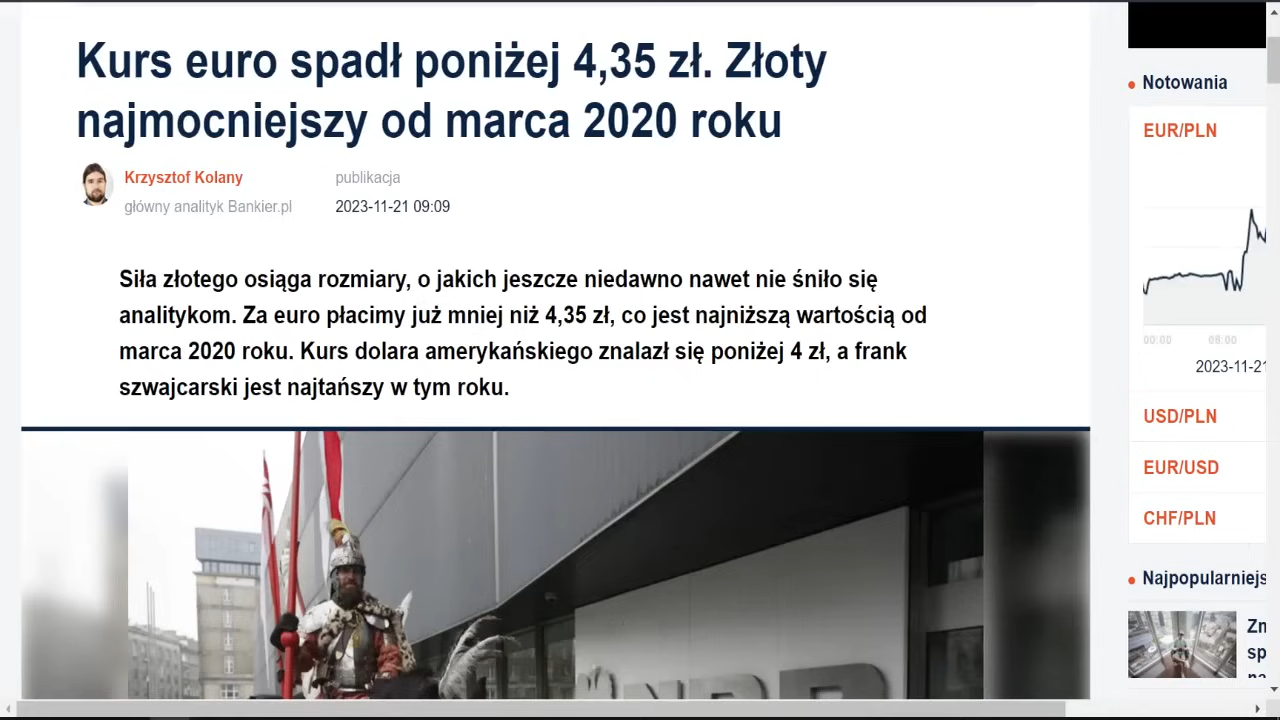 Kurs euro spadł poniżej 4,35 zł. Złoty
najmocniejszy od marca 2020 roku
Krzysztof Kolany
główny analityk Bankier.pl
publikacja
2023-11-21 09:09
Siła złotego osiąga rozmiary, o jakich jeszcze niedawno nawet nie śniło się
analitykom. Za euro płacimy już mniej niż 4,35 zł, co jest najniższą wartością od
marca 2020 roku. Kurs dolara amerykańskiego znalazł się poniżej 4 zł, a frank
szwajcarski jest najtańszy w tym roku.
Notowania
EUR/PLN
00:00 08:00
2023-11-21
USD/PLN
EUR/USD
CHF/PLN
Najpopularniejs
Zn
sp